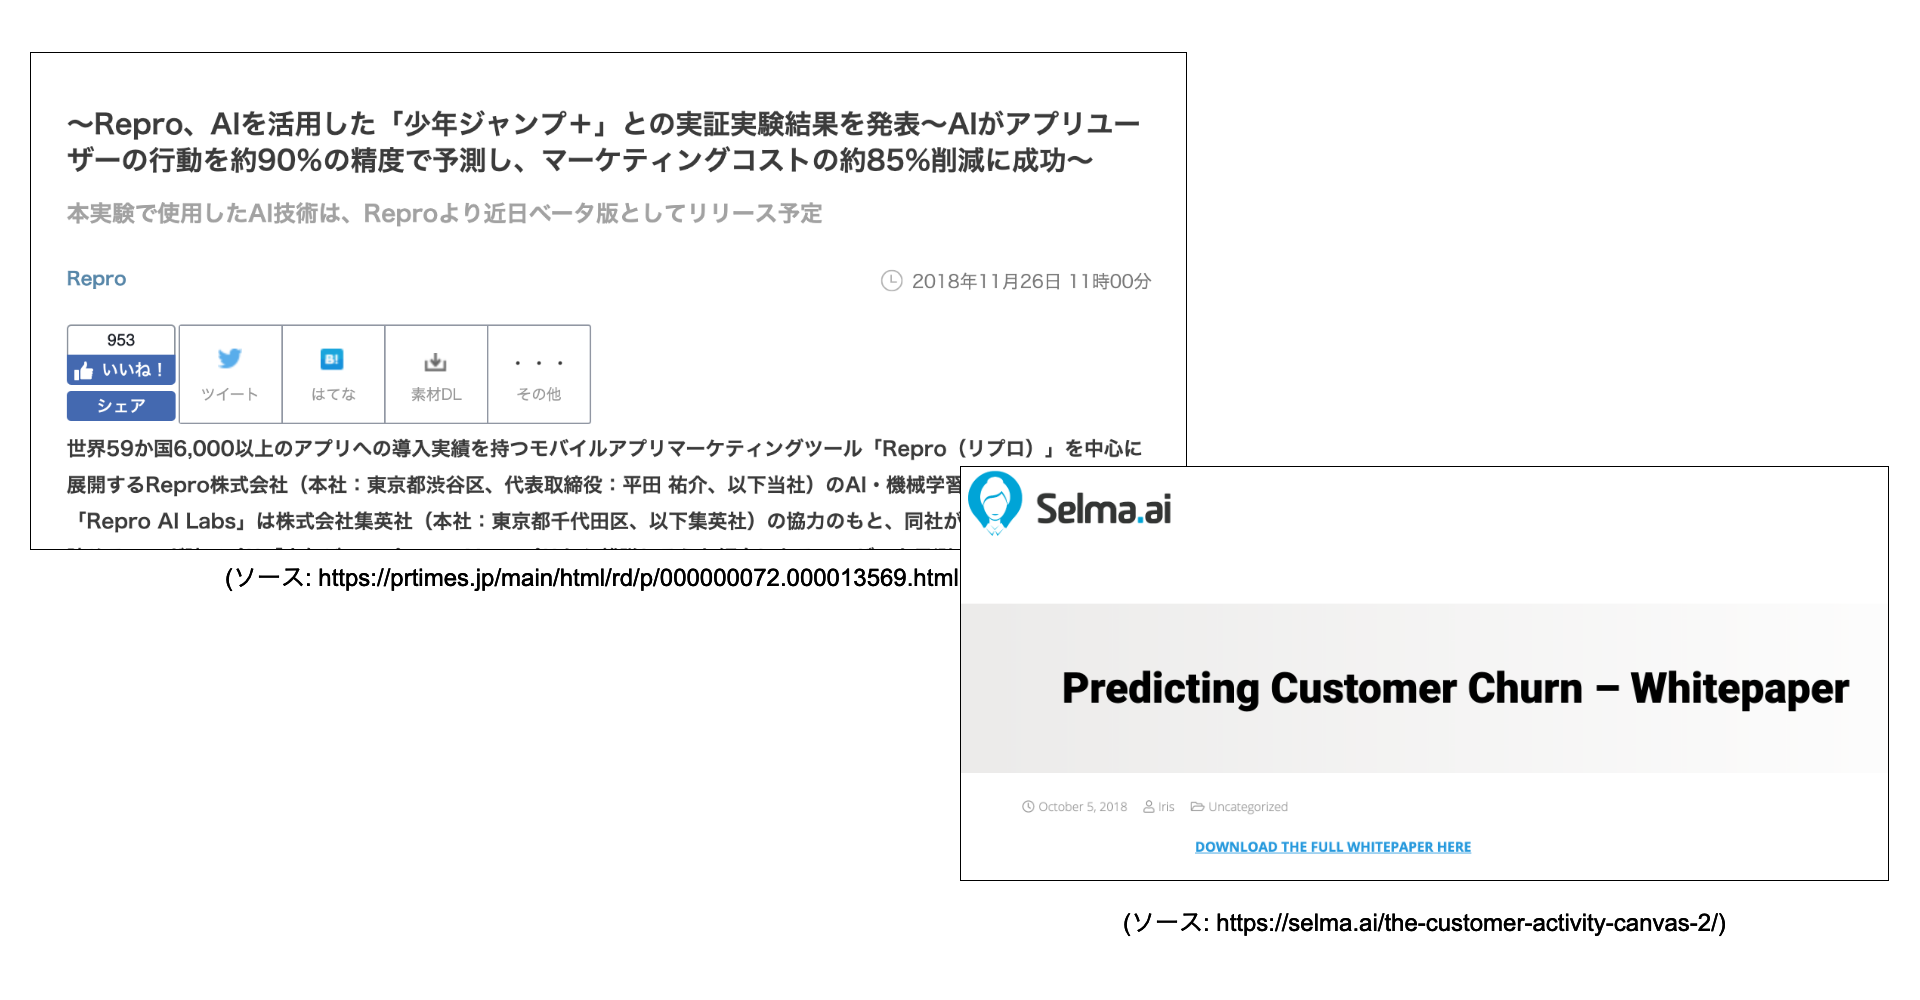 〜Repro、AIを活用した「少年ジャンプ＋」との実証実験結果を発表〜AIがアプリユー
ザーの行動を約90%の精度で予測し、マーケティングコストの約85%削減に成功〜
本実験で使用したAI技術は、Reproより近日ベータ版としてリリース予定
Repro
2018年11月26日 11時00分
953
いいね！
シェア
ツイート
B!
はてな
素材DL
・・・
その他
世界59か国6,000以上のアプリへの導入実績を持つモバイルアプリマーケティングツール「Repro（リプロ）」を中心に
展開するRepro株式会社（本社：東京都渋谷区、代表取締役：平田 祐介、以下当社）のAI・機械学習
「Repro AI Labs」は株式会社集英社（本社：東京都千代田区、以下集英社）の協力のもと、同社が
(ソース: https://prtimes.jp/main/html/rd/p/000000072.000013569.html
Selma.ai
Predicting Customer Churn – Whitepaper
October 5, 2018 Iris Uncategorized
DOWNLOAD THE FULL WHITEPAPER HERE
(ソース: https://selma.ai/the-customer-activity-canvas-2/)